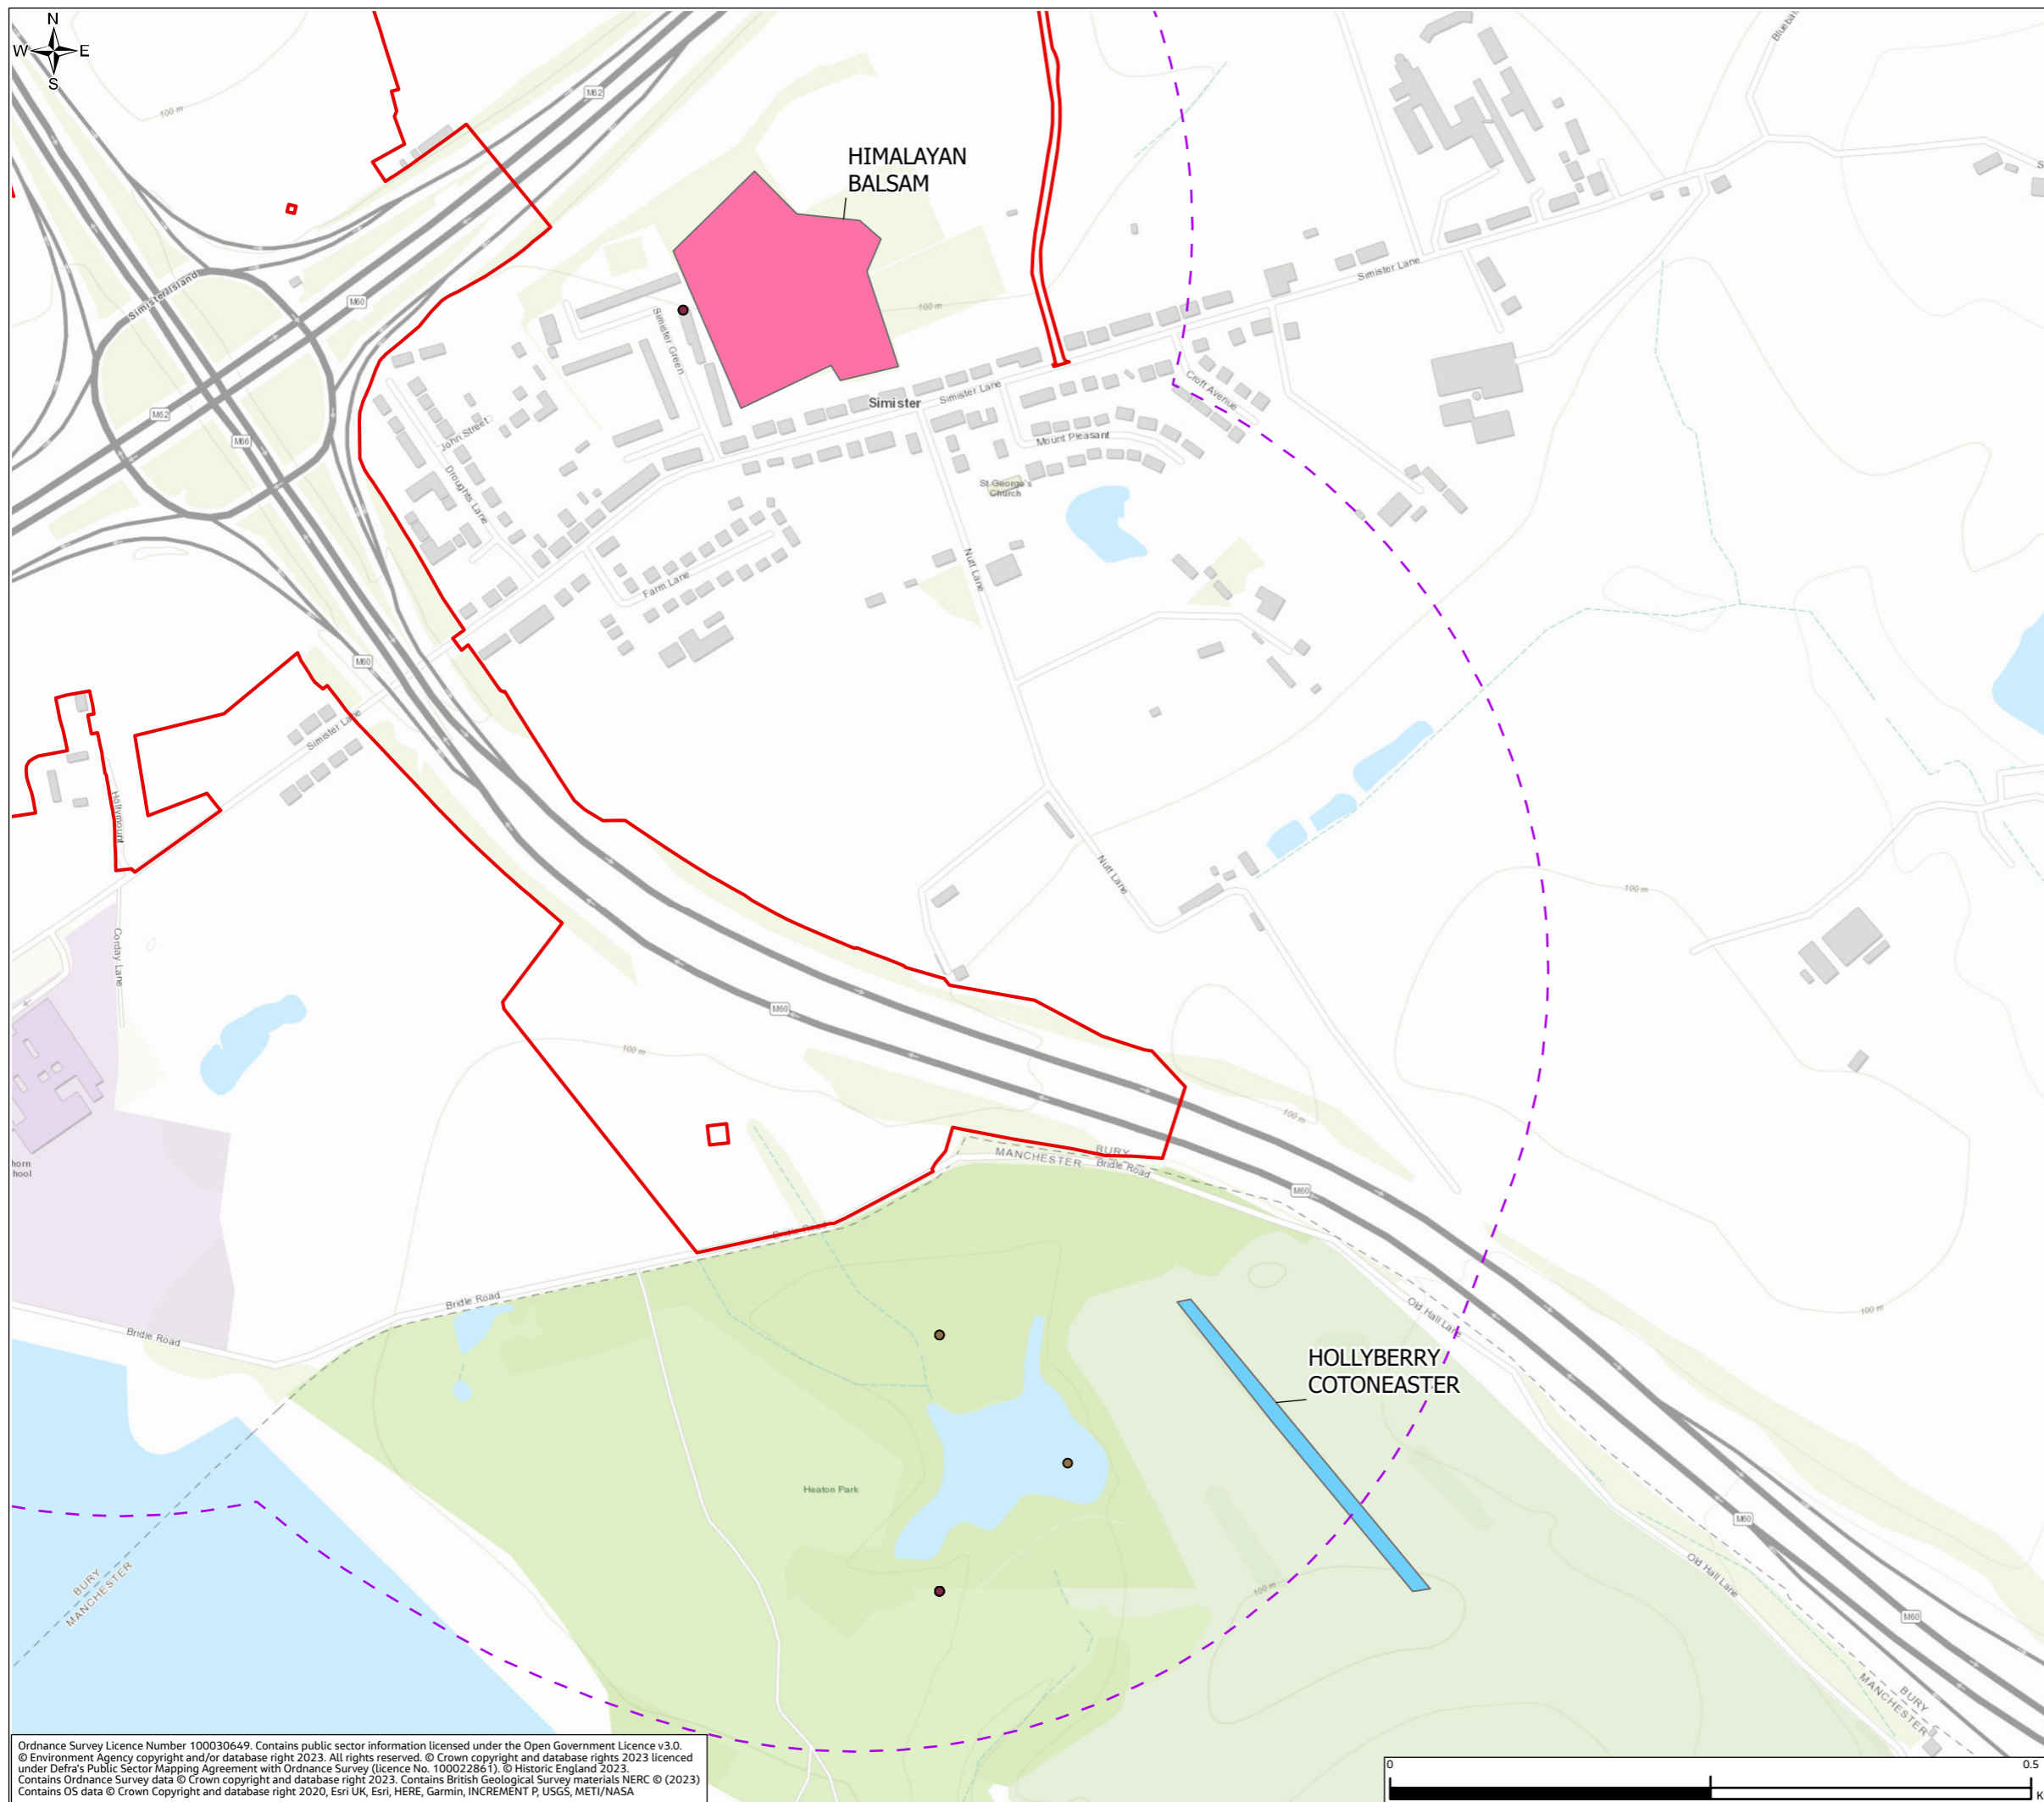 N
W E
S
100 m
M62
Bluebal
HIMALAYAN
BALSAM
Simister Island
M60
100 m
Simister Lane
Simister Green
M62
M66
Simister
Simister Lane
Croft Avenue
John Street
Mount Pleasant
Droughts Lane
St George's
Church
Nutt Lane
Farm Lane
M60
Simister Lane
Hollymount
Nutt Lane
100 m
Corday Lane
M60
100 m
horn
hool
100 m
BURY
MANCHESTER
Bridle Road
M60
Bridle Road
Bridle Road
Bridle Road
Old Hall Lane
100 m
HOLLYBERRY
COTONEASTER
Heaton Park
M60
BURY
MANCHESTER
100 m
Old Hall Lane
M60
BURY
MANCHESTER
Ordnance Survey Licence Number 100030649. Contains public sector information licensed under the Open Government Licence v3.0.
© Environment Agency copyright and/or database right 2023. All rights reserved. © Crown copyright and database rights 2023 licenced
under Defra's Public Sector Mapping Agreement with Ordnance Survey (licence No. 100022861). © Historic England 2023.
Contains Ordnance Survey data © Crown copyright and database right 2023. Contains British Geological Survey materials NERC © (2023)
Contains OS data © Crown Copyright and database right 2020, Esri UK, Esri, HERE, Garmin, INCREMENT P, USGS, METI/NASA
0 0.5
K